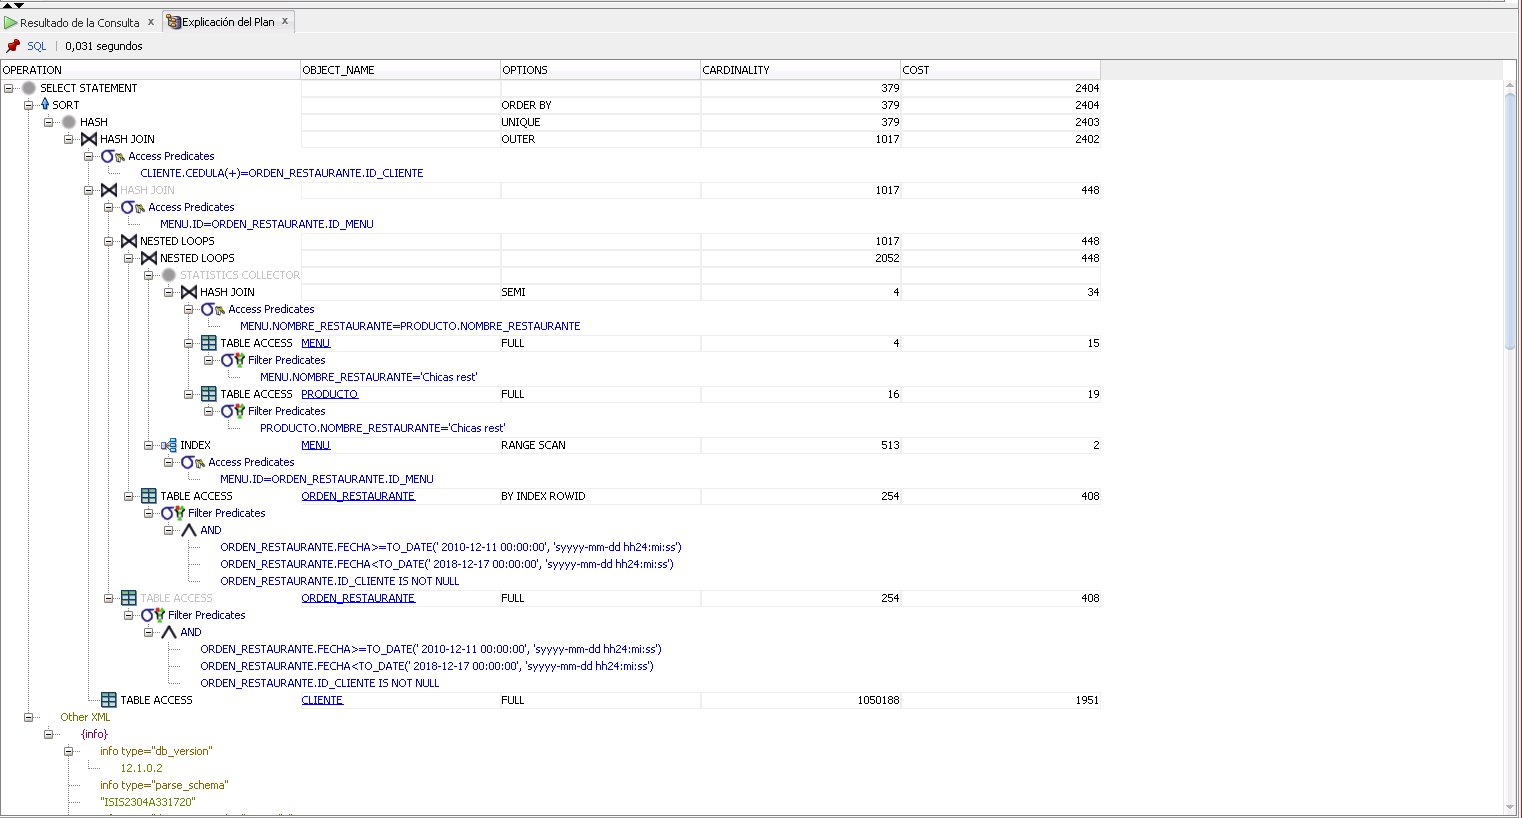 Resultado de la Consulta x Explicación del Plan x
SQL | 0,031 segundos
OPERATION OBJECT_NAME OPTIONS CARDINALITY COST
SELECT STATEMENT 379 2404
SORT ORDER BY 379 2404
HASH UNIQUE 379 2403
HASH JOIN OUTER 1017 2402
Access Predicates
CLIENTE.CEDULA(+)=ORDEN_RESTAURANTE.ID_CLIENTE
HASH JOIN 1017 448
Access Predicates
MENU.ID=ORDEN_RESTAURANTE.ID_MENU
NESTED LOOPS 1017 448
NESTED LOOPS 2052 448
STATISTICS COLLECTOR
HASH JOIN SEMI 4 34
Access Predicates
MENU.NOMBRE_RESTAURANTE=PRODUCTO.NOMBRE_RESTAURANTE
TABLE ACCESS MENU FULL 4 15
Filter Predicates
MENU.NOMBRE_RESTAURANTE='Chicas rest'
TABLE ACCESS PRODUCTO FULL 16 19
Filter Predicates
PRODUCTO.NOMBRE_RESTAURANTE='Chicas rest'
INDEX MENU RANGE SCAN 513 2
Access Predicates
MENU.ID=ORDEN_RESTAURANTE.ID_MENU
TABLE ACCESS ORDEN_RESTAURANTE BY INDEX ROWID 254 408
Filter Predicates
AND
ORDEN_RESTAURANTE.FECHA>=TO_DATE(' 2010-12-11 00:00:00', 'syyyy-mm-dd hh24:mi:ss')
ORDEN_RESTAURANTE.FECHA<TO_DATE(' 2018-12-17 00:00:00', 'syyyy-mm-dd hh24:mi:ss')
ORDEN_RESTAURANTE.ID_CLIENTE IS NOT NULL
TABLE ACCESS ORDEN_RESTAURANTE FULL 254 408
Filter Predicates
AND
ORDEN_RESTAURANTE.FECHA>=TO_DATE(' 2010-12-11 00:00:00', 'syyyy-mm-dd hh24:mi:ss')
ORDEN_RESTAURANTE.FECHA<TO_DATE(' 2018-12-17 00:00:00', 'syyyy-mm-dd hh24:mi:ss')
ORDEN_RESTAURANTE.ID_CLIENTE IS NOT NULL
TABLE ACCESS CLIENTE FULL 1050188 1951
Other XML
{info}
info type="db_version"
12.1.0.2
info type="parse_schema"
"ISIS2304A331720"